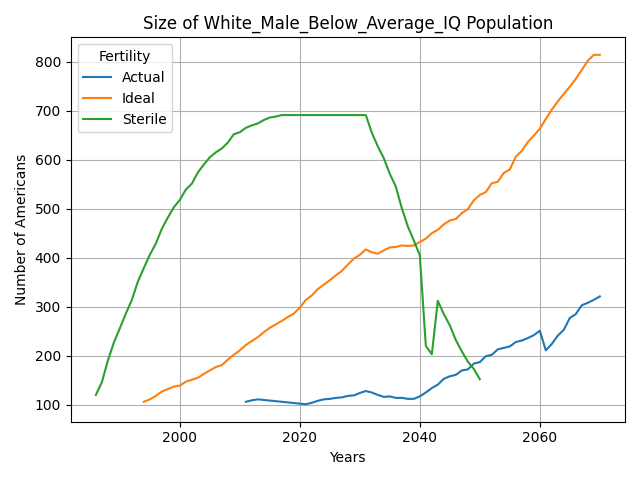 Size of White_Male_Below_Average_IQ Population
Fertility
Actual
Ideal
Sterile
Number of Americans
800
700
600
500
400
300
200
100
2000
2020
2040
2060
Years